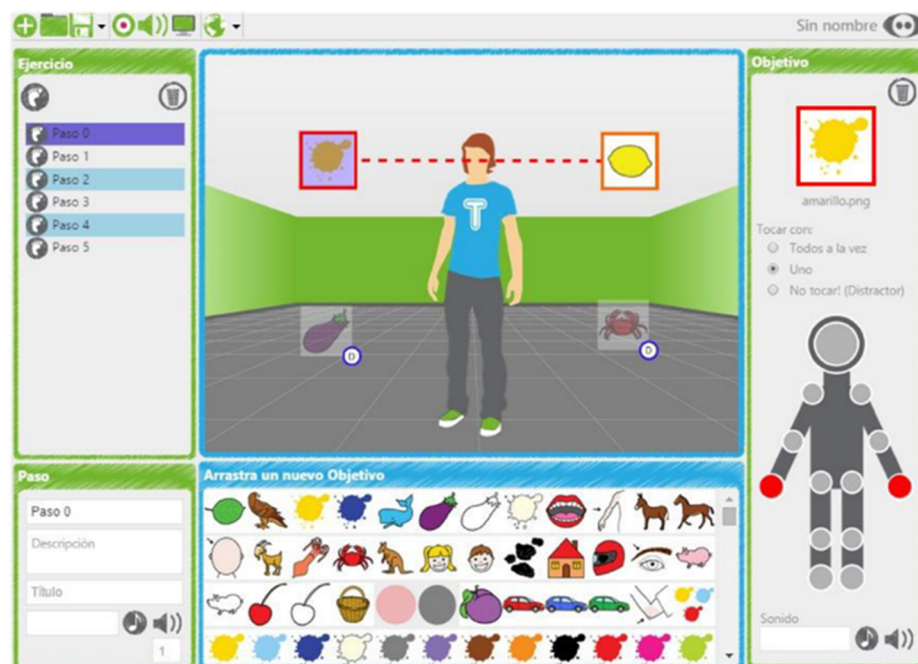 Sin nombre
Ejercicio
Paso 0
Paso 1
Paso 2
Paso 3
Paso 4
Paso 5
T
D
D
Objetivo
amarillo.png
Tocar con:
Todos a la vez
Uno
No tocar! (Distractor)
Sonido
Paso
Paso 0
Descripción
Título
1
Arrastra un nuevo Objetivo